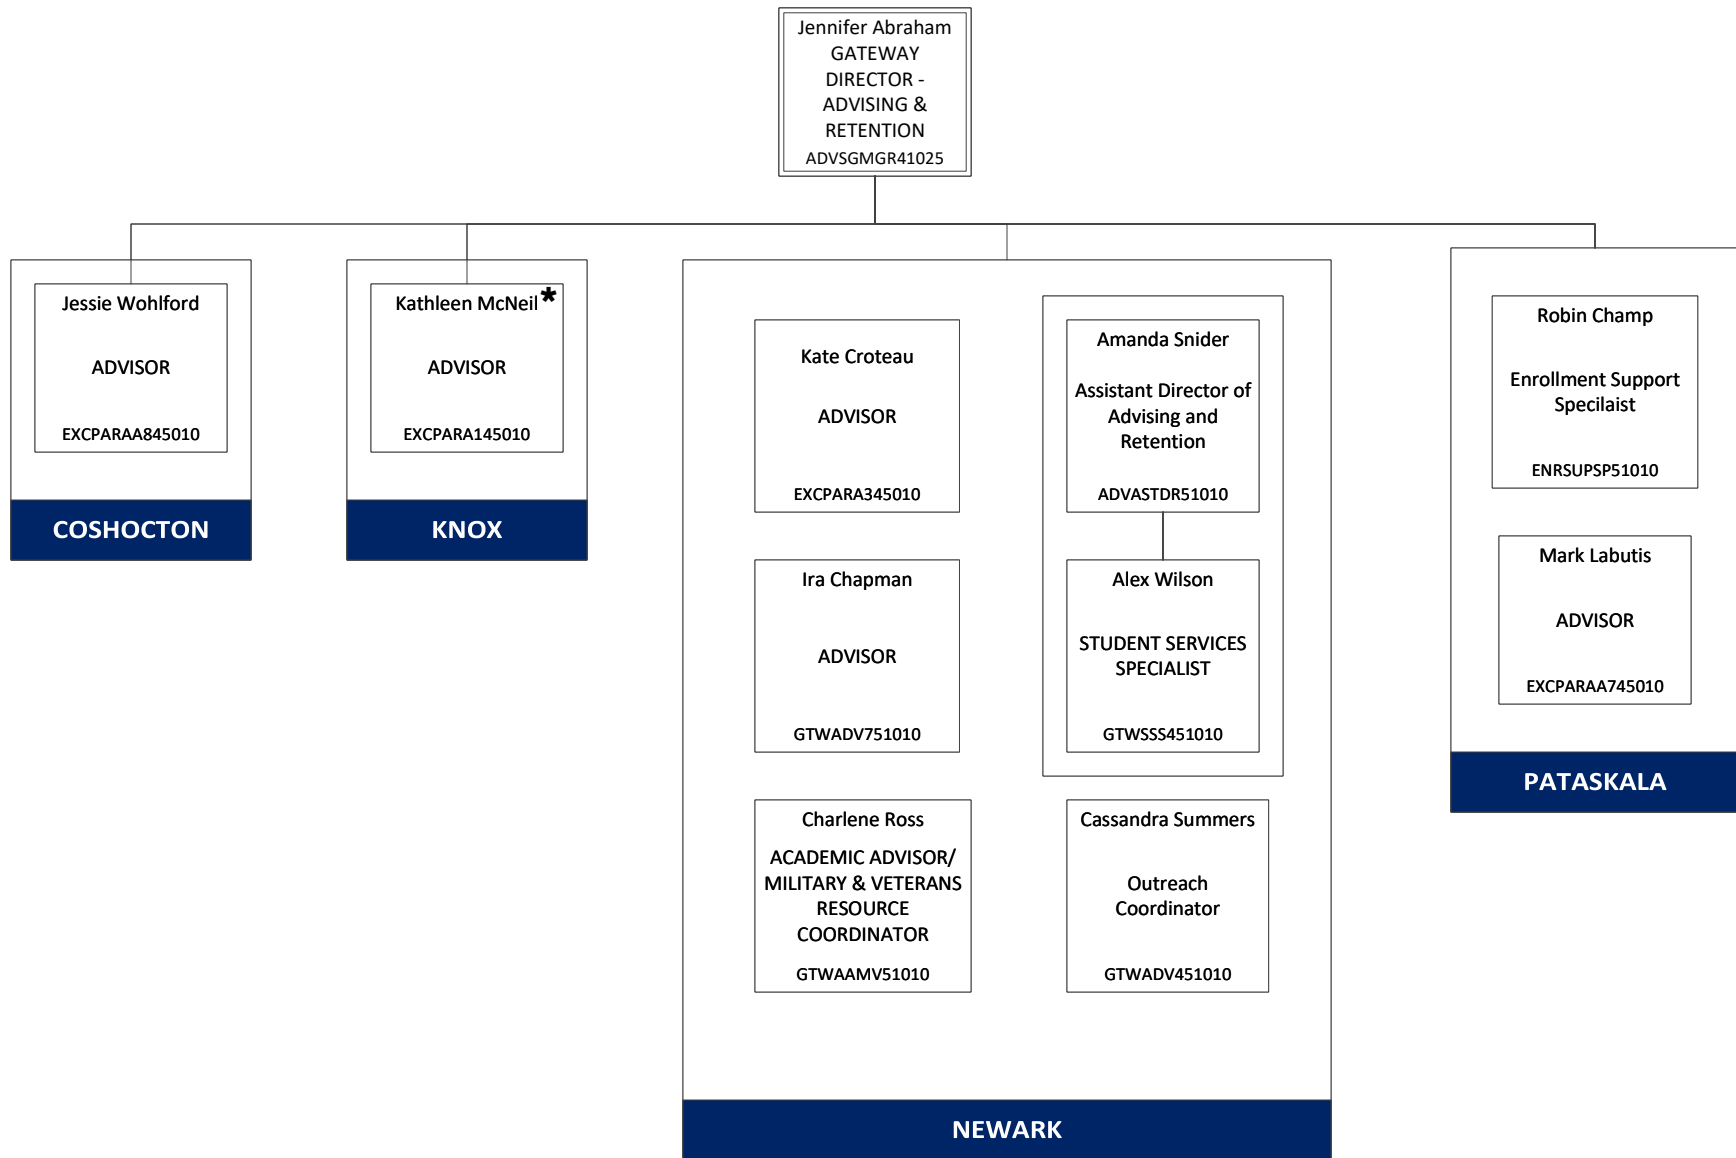 Jennifer Abraham
GATEWAY
DIRECTOR -
ADVISING &
RETENTION
ADVSGMGR41025
Jessie Wohlford
ADVISOR
EXCPARAA845010
COSHOCTON
Kathleen McNeil*
ADVISOR
EXCPARA145010
KNOX
Kate Croteau
ADVISOR
EXCPARA345010
Amanda Snider
Assistant Director of
Advising and
Retention
ADVASTDR51010
Ira Chapman
ADVISOR
GTWADV751010
Alex Wilson
STUDENT SERVICES
SPECIALIST
GTWSSS451010
Charlene Ross
ACADEMIC ADVISOR/
MILITARY & VETERANS
RESOURCE
COORDINATOR
GTWAAMV51010
Cassandra Summers
Outreach
Coordinator
GTWADV451010
NEWARK
Robin Champ
Enrollment Support
Specilaist
ENRSUPSP51010
Mark Labutis
ADVISOR
EXCPARAA745010
PATASKALA